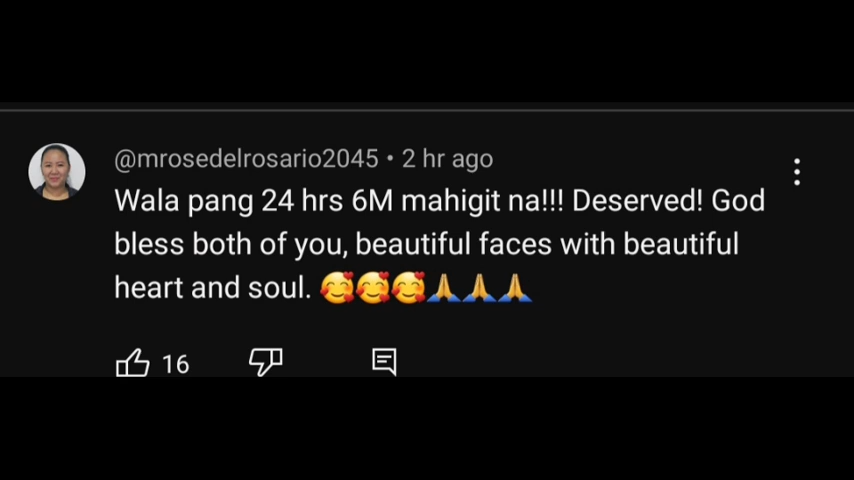 @mrosedelrosario2045 • 2 hr ago
Wala pang 24 hrs 6M mahigit na!!! Deserved! God
bless both of you, beautiful faces with beautiful
heart and soul. 🥰🥰🥰🙏🙏🙏
16